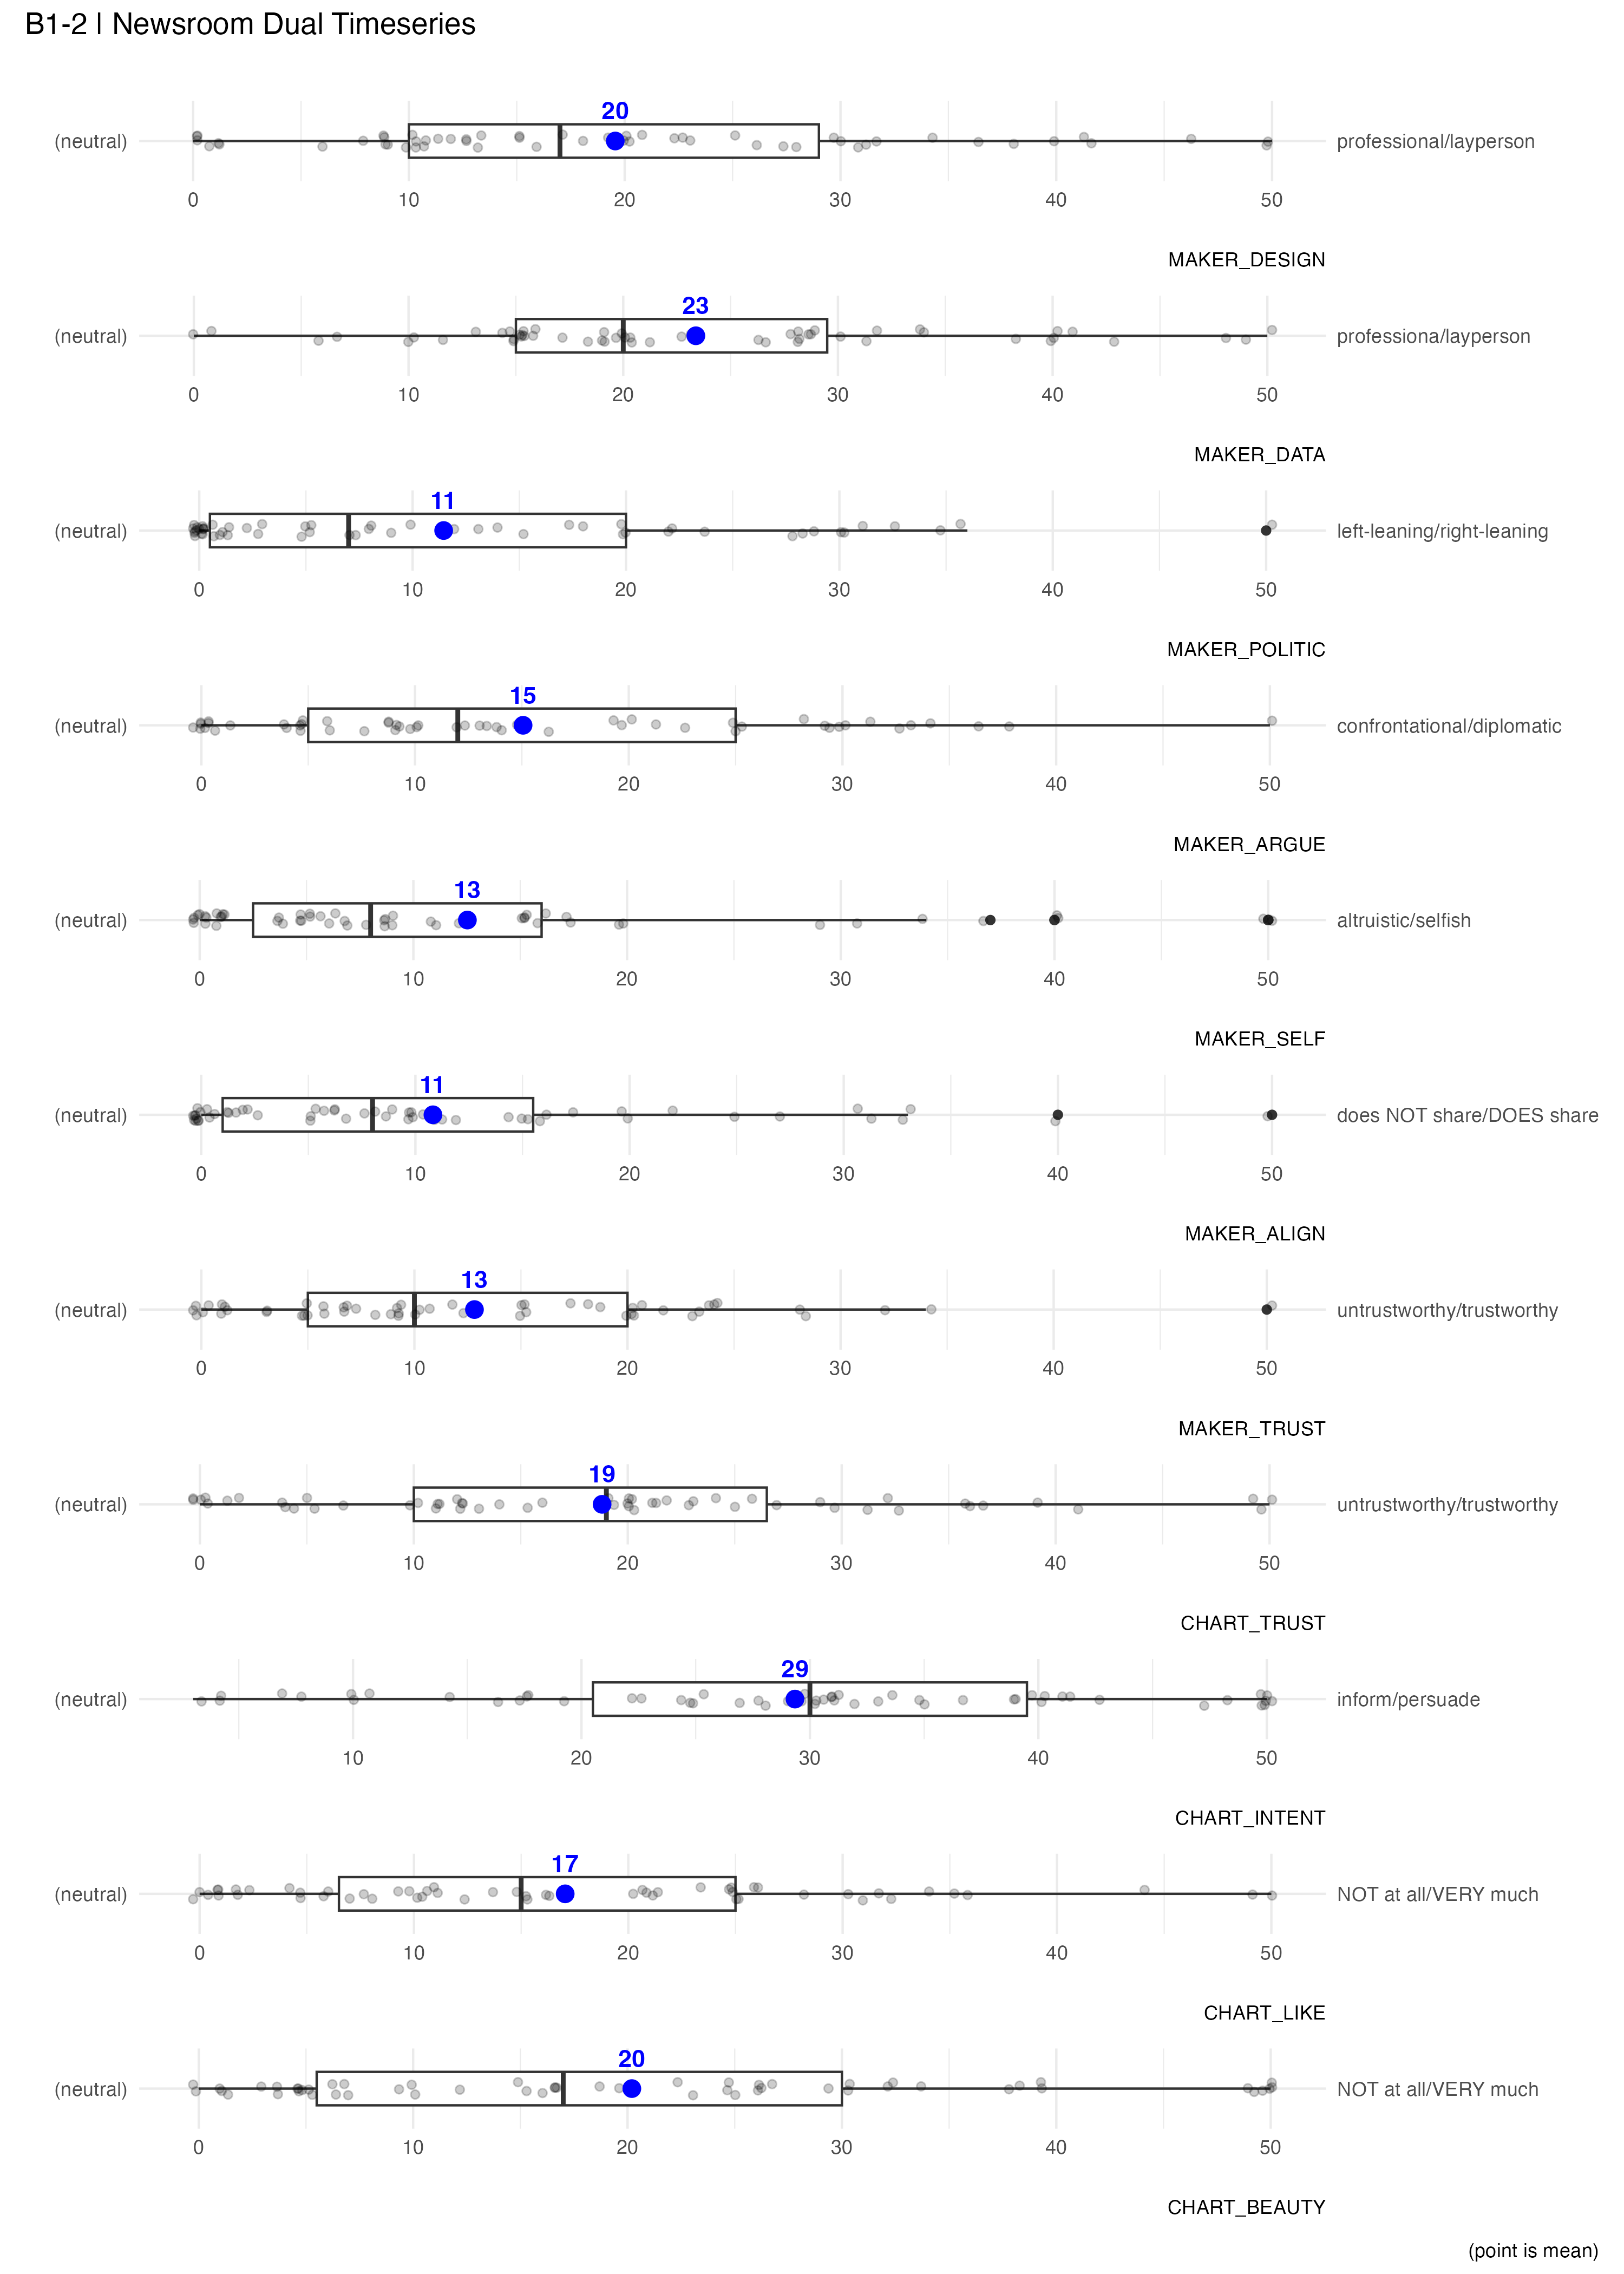 B1-2 | Newsroom Dual Timeseries
20
(neutral) professional/layperson
0 10 20 30 40 50
MAKER_DESIGN
23
(neutral) professiona/layperson
0 10 20 30 40 50
MAKER_DATA
11
(neutral) left-leaning/right-leaning
0 10 20 30 40 50
MAKER_POLITIC
15
(neutral) confrontational/diplomatic
0 10 20 30 40 50
MAKER_ARGUE
13
(neutral) altruistic/selfish
0 10 20 30 40 50
MAKER_SELF
11
(neutral) does NOT share/DOES share
0 10 20 30 40 50
MAKER_ALIGN
13
(neutral) untrustworthy/trustworthy
0 10 20 30 40 50
MAKER_TRUST
19
(neutral) untrustworthy/trustworthy
0 10 20 30 40 50
CHART_TRUST
29
(neutral) inform/persuade
10 20 30 40 50
CHART_INTENT
17
(neutral) NOT at all/VERY much
0 10 20 30 40 50
CHART_LIKE
20
(neutral) NOT at all/VERY much
0 10 20 30 40 50
CHART_BEAUTY
(point is mean)